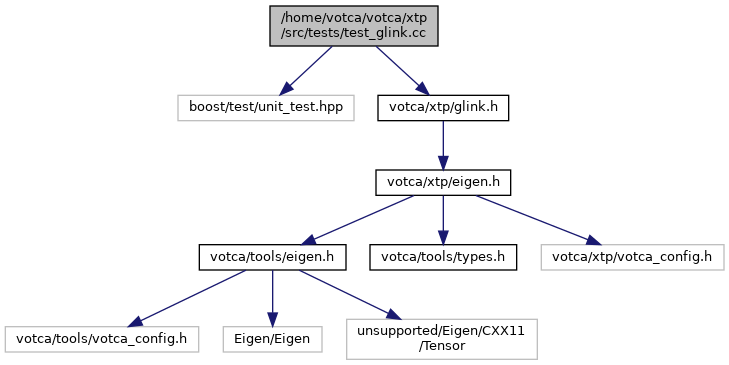 /home/votca/votca/xtp
/src/tests/test_glink.cc
boost/test/unit_test.hpp
votca/xtp/glink.h
votca/xtp/eigen.h
votca/tools/eigen.h
votca/tools/types.h
votca/xtp/votca_config.h
votca/tools/votca_config.h
Eigen/Eigen
unsupported/Eigen/CXX11
/Tensor